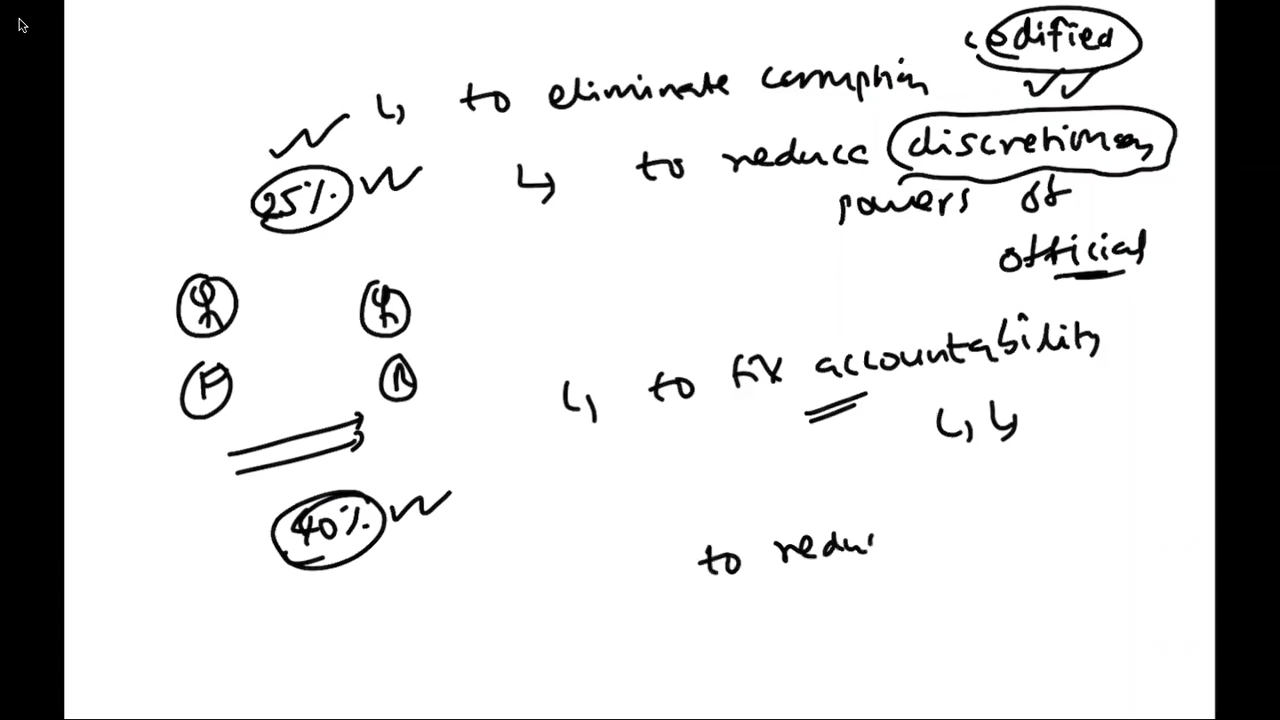 codified
to eliminate corruption
25%
to reduce discretionary
powers of
official
to fix accountability
R
40%
to redu